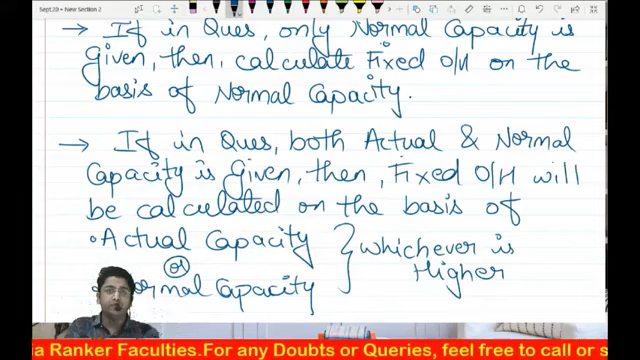 Sept.20 » New Section 2
→ If in Ques, only Normal Capacity is
given, then, calculate Fixed O/H on the
basis of Normal Capacity.
→ If in Ques, both Actual & Normal
Capacity is given, then, Fixed O/H will
be calculated on the basis of
• Actual Capacity
or
Normal Capacity
} whichever is
Higher
Ranker Faculties.For any Doubts or Queries, feel free to call or